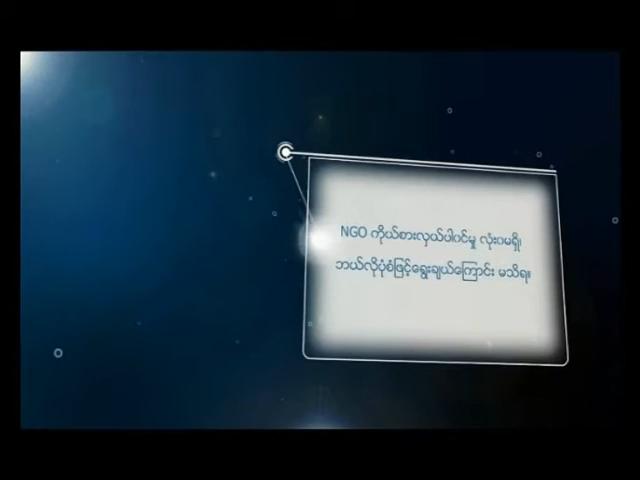 NGO ကိုယ်စားလှယ်ပါဝင်မှု လုံးဝမရှိ၊
ဘယ်လိုပုံစံဖြင့်ရွေးချယ်ကြောင်း မသိရ။